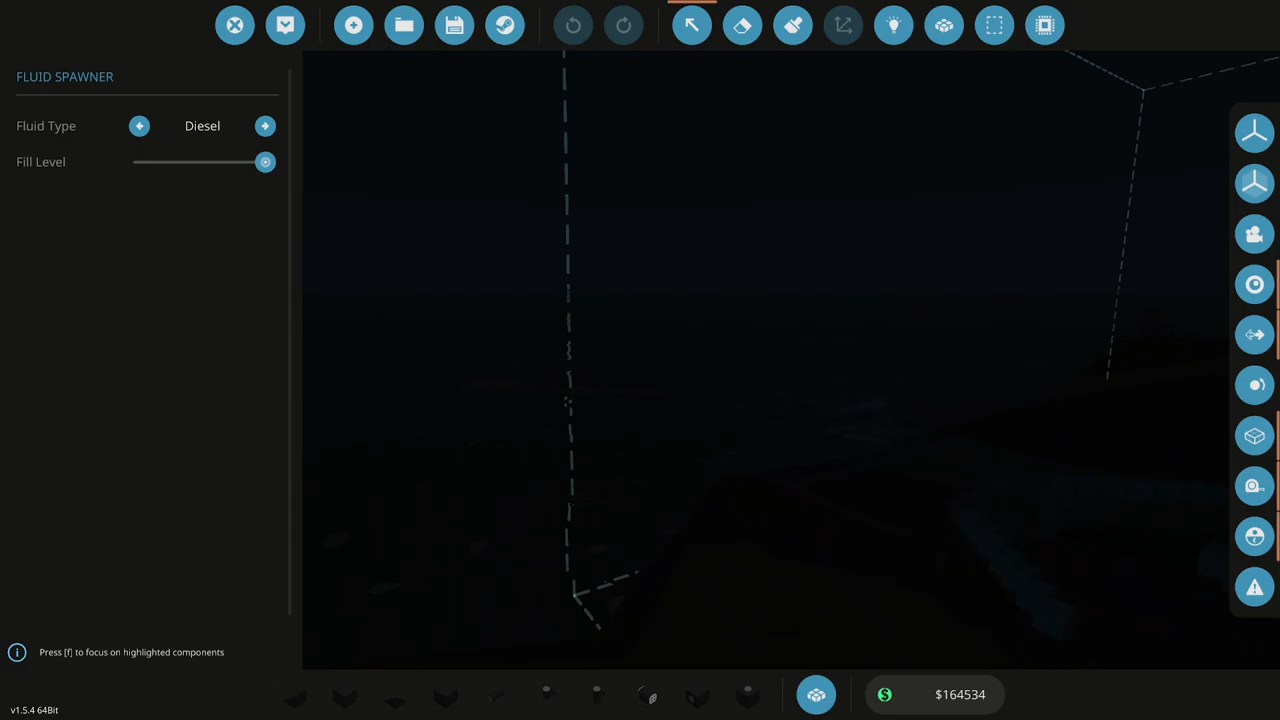 FLUID SPAWNER
Fluid Type Diesel
Fill Level
Press [f] to focus on highlighted components
$ $164534
v1.5.4 64Bit